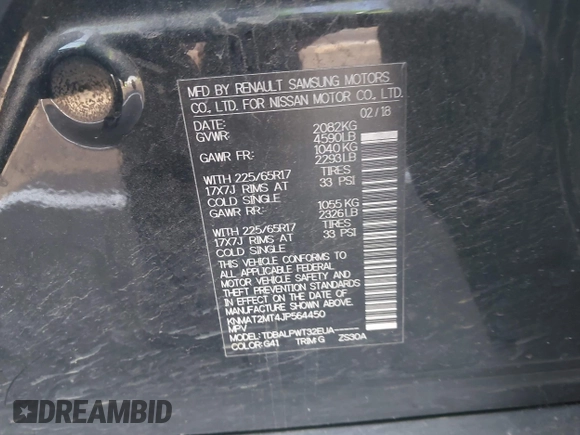 MFD BY RENAULT SAMSUNG MOTORS
CO. LTD. FOR NISSAN MOTOR CO. LTD.
02/18
DATE:
2082KG
GVWR:
4590LB
1040KG
GAWR FR:
2293LB
WITH 225/65R17 TIRES
17X7J RIMS AT 33 PSI
COLD SINGLE
1055KG
GAWR RR:
2326LB
WITH 225/65R17 TIRES
17X7J RIMS AT 33 PSI
COLD SINGLE
THIS VEHICLE CONFORMS TO
ALL APPLICABLE FEDERAL
MOTOR VEHICLE SAFETY AND
THEFT PREVENTION STANDARDS
IN EFFECT ON THE DATE OF
MANUFACTURE SHOWN ABOVE.
KNMAT2MT4JP564450
MPV
MODEL: TDBALPWT32EUA------
COLOR: G41 TRIM: G ZS30A
DREAMBID